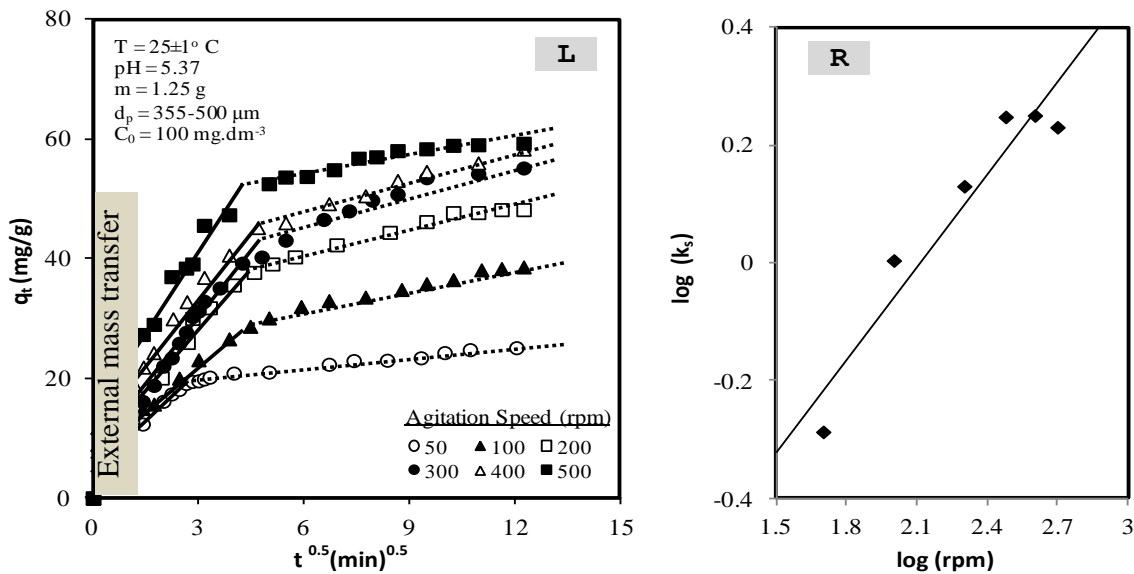 T = 25±1° C
pH = 5.37
m = 1.25 g
dₚ = 355-500 μm
C₀ = 100 mg.dm⁻³
L
80
60
40
20
0
qₜ (mg/g)
External mass transfer
Agitation Speed (rpm)
50 100 200
300 400 500
0 3 6 9 12 15
t ⁰·⁵(min)⁰·⁵
R
0.4
0.2
0
-0.2
-0.4
log (kₛ)
1.5 1.8 2.1 2.4 2.7 3
log (rpm)